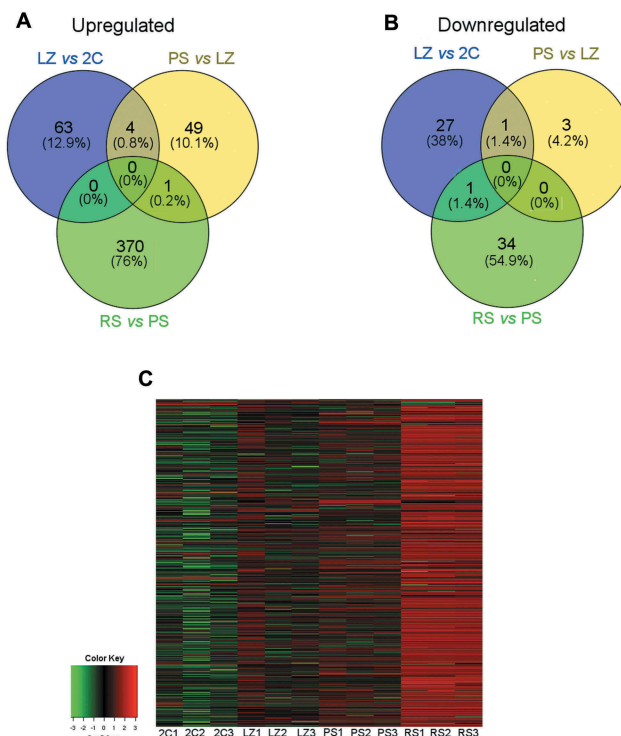 A
Upregulated
LZ vs 2C
PS vs LZ
63
(12.9%)
4
(0.8%)
49
(10.1%)
0
(0%)
0
(0%)
1
(0.2%)
370
(76%)
RS vs PS
B
Downregulated
LZ vs 2C
PS vs LZ
27
(38%)
1
(1.4%)
3
(4.2%)
0
(0%)
1
(1.4%)
0
(0%)
34
(54.9%)
RS vs PS
C
Color Key
-3 -2 -1 0 1 2 3
2C1 2C2 2C3 LZ1 LZ2 LZ3 PS1 PS2 PS3 RS1 RS2 RS3